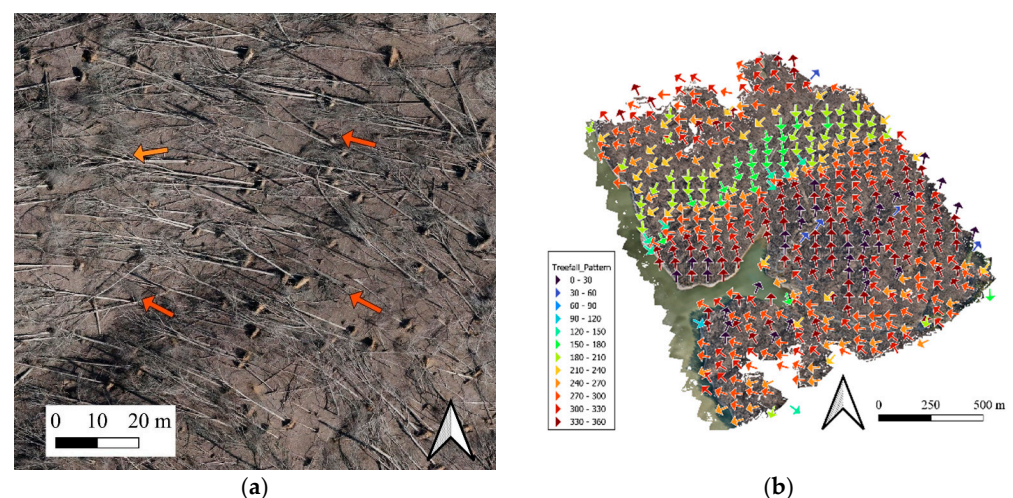 0 10 20 m
(a)
Treefall_Pattern
0 - 30
30 - 60
60 - 90
90 - 120
120 - 150
150 - 180
180 - 210
210 - 240
240 - 270
270 - 300
300 - 330
330 - 360
0 250 500 m
(b)